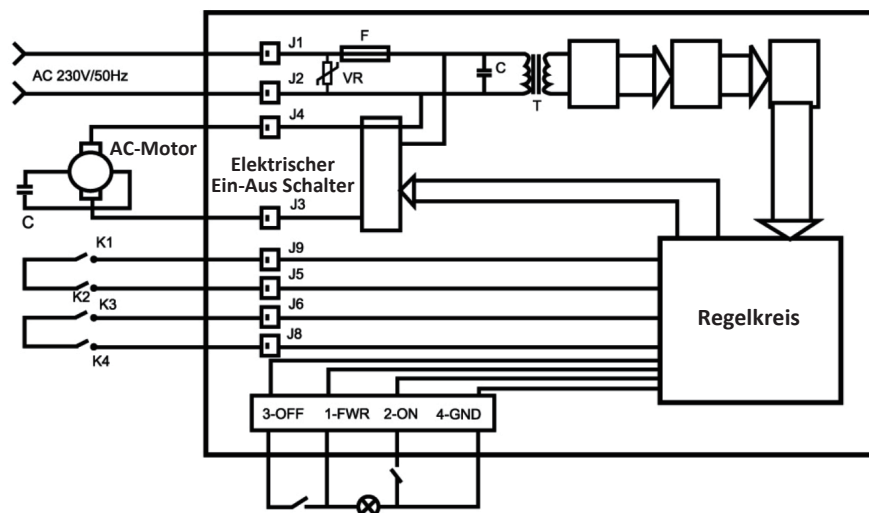 J1
F
AC 230V/50Hz
J2
VR
C
T
J4
AC-Motor
Elektrischer
Ein-Aus Schalter
C
J3
K1
J9
K2
K3
J5
J6
K4
J8
Regelkreis
3-OFF 1-FWR 2-ON 4-GND